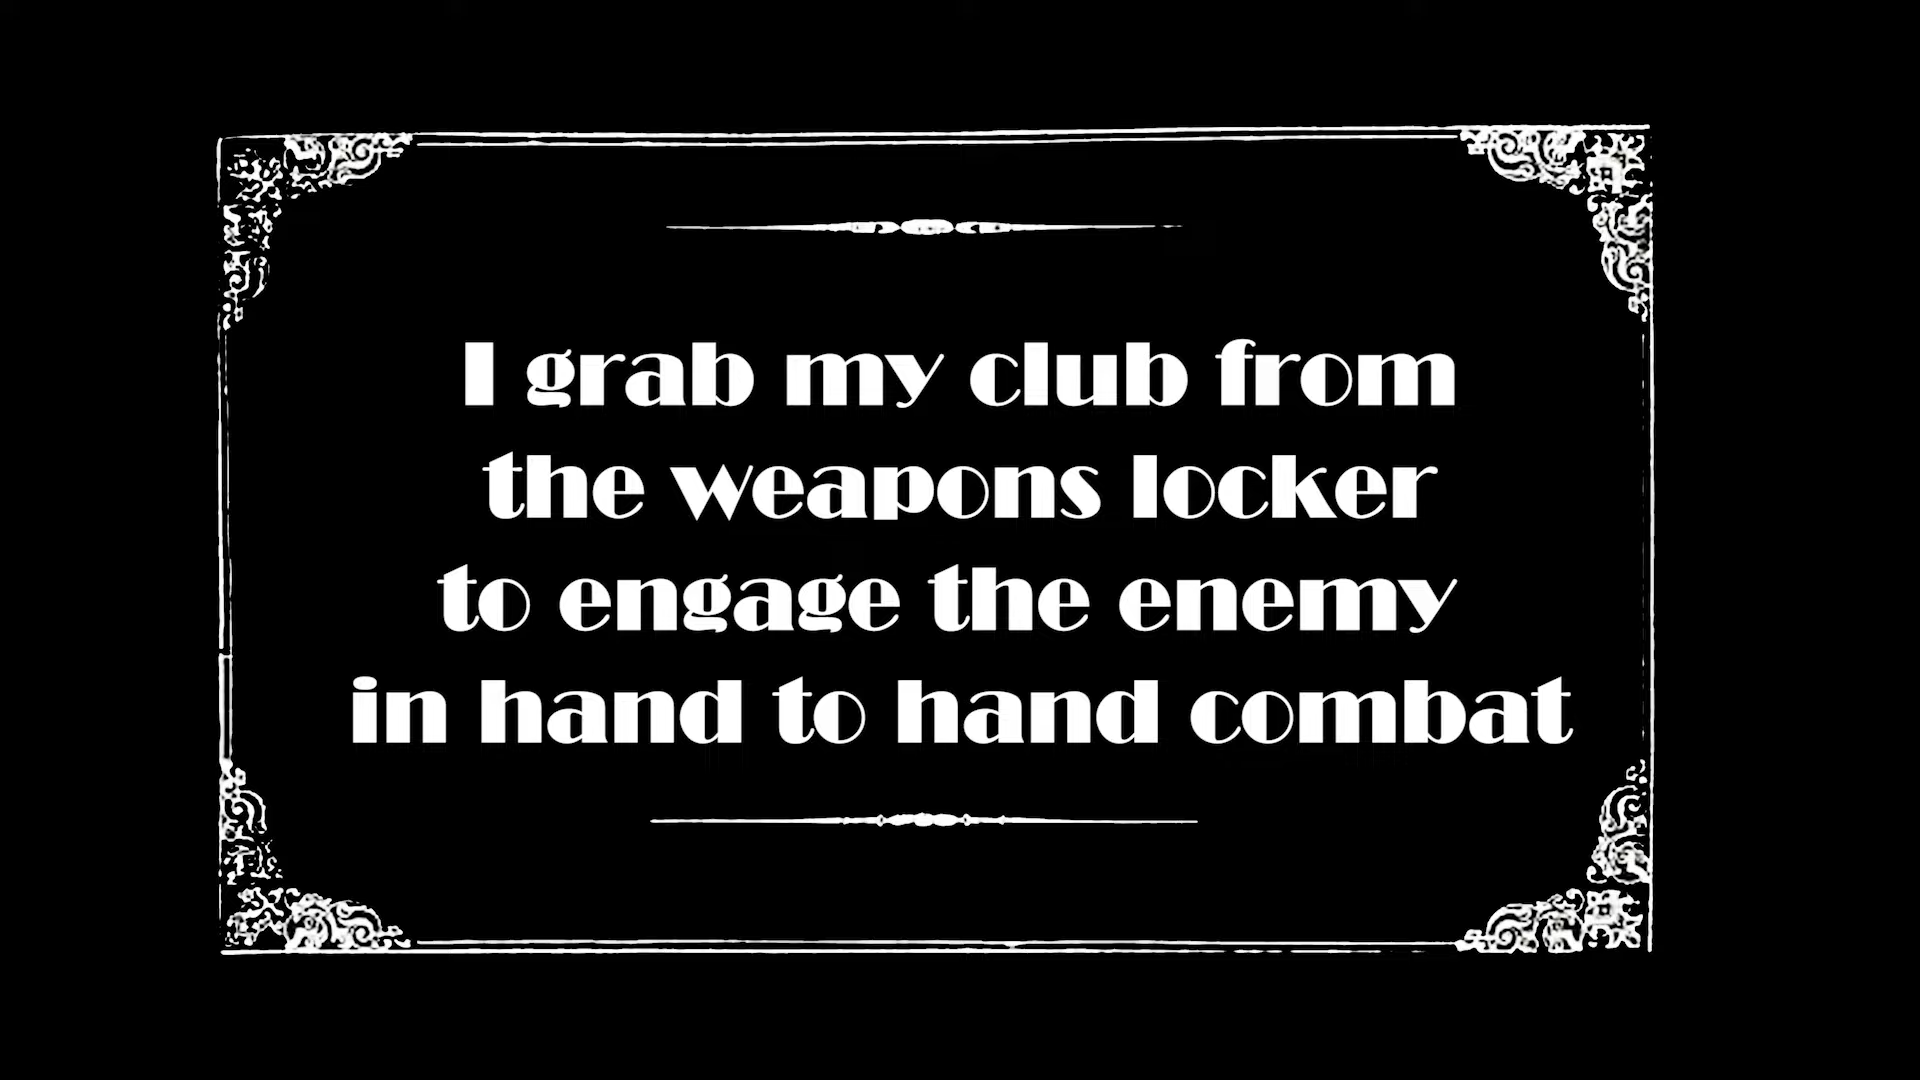 I grab my club from
the weapons locker
to engage the enemy
in hand to hand combat